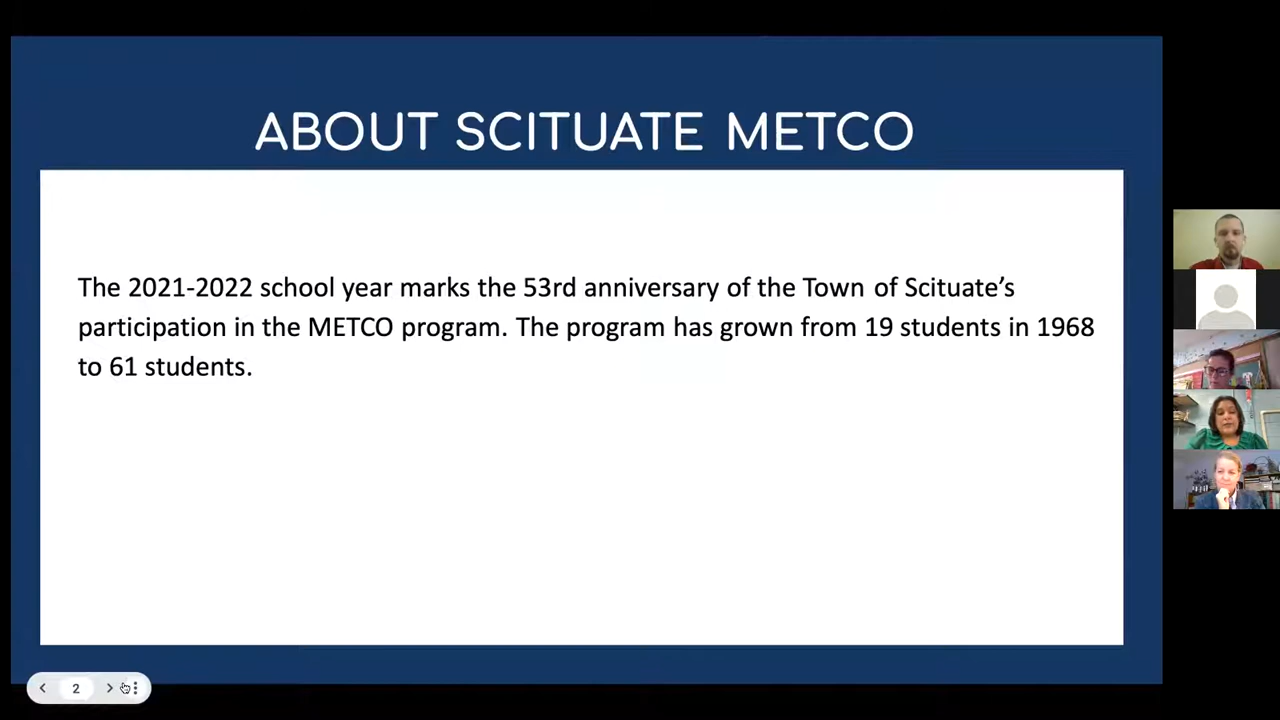 ABOUT SCITUATE METCO
The 2021-2022 school year marks the 53rd anniversary of the Town of Scituate’s
participation in the METCO program. The program has grown from 19 students in 1968
to 61 students.
2